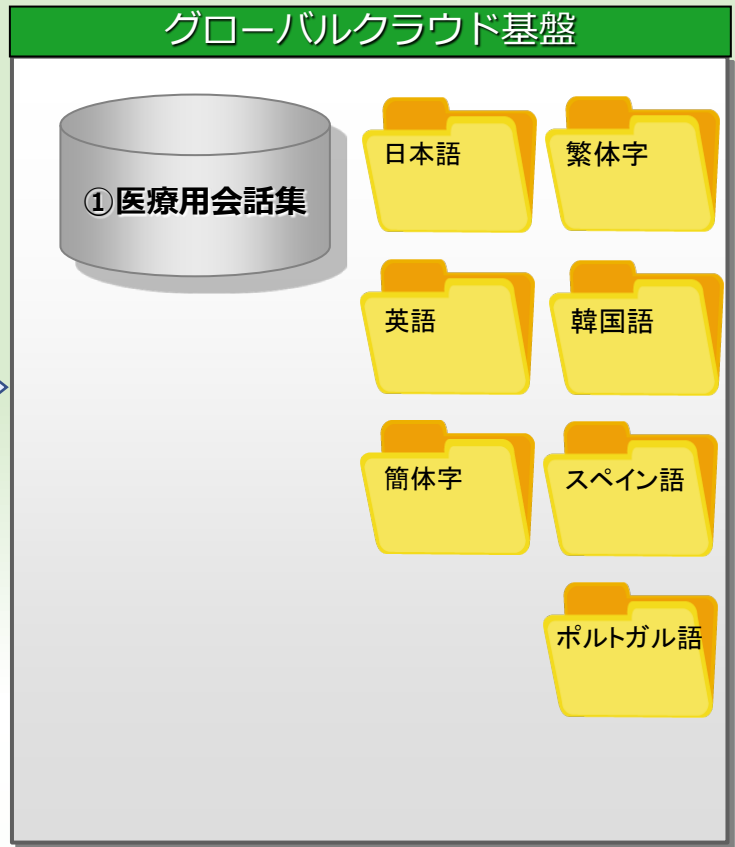 グローバルクラウド基盤
①医療用会話集
日本語
繁体字
英語
韓国語
簡体字
スペイン語
ポルトガル語